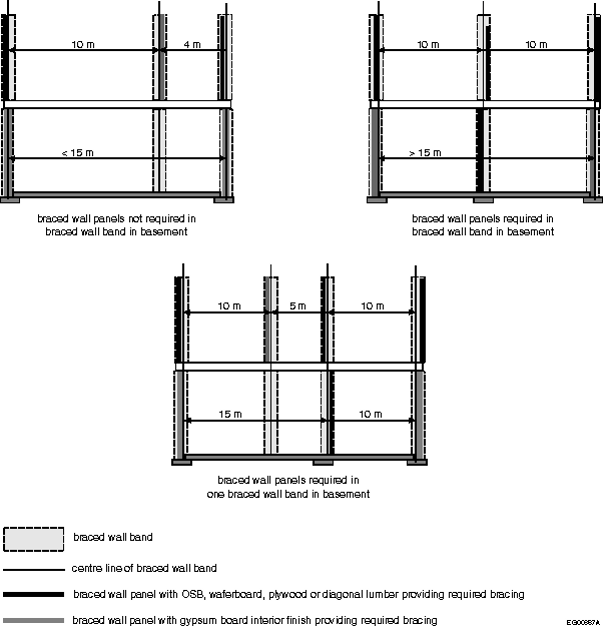 10 m
4 m
< 15 m
braced wall panels not required in
braced wall band in basement
10 m
10 m
> 15 m
braced wall panels required in
braced wall band in basement
10 m
5 m
10 m
15 m
10 m
braced wall panels required in
one braced wall band in basement
braced wall band
centre line of braced wall band
braced wall panel with OSB, waferboard, plywood or diagonal lumber providing required bracing
braced wall panel with gypsum board interior finish providing required bracing
EG00887A